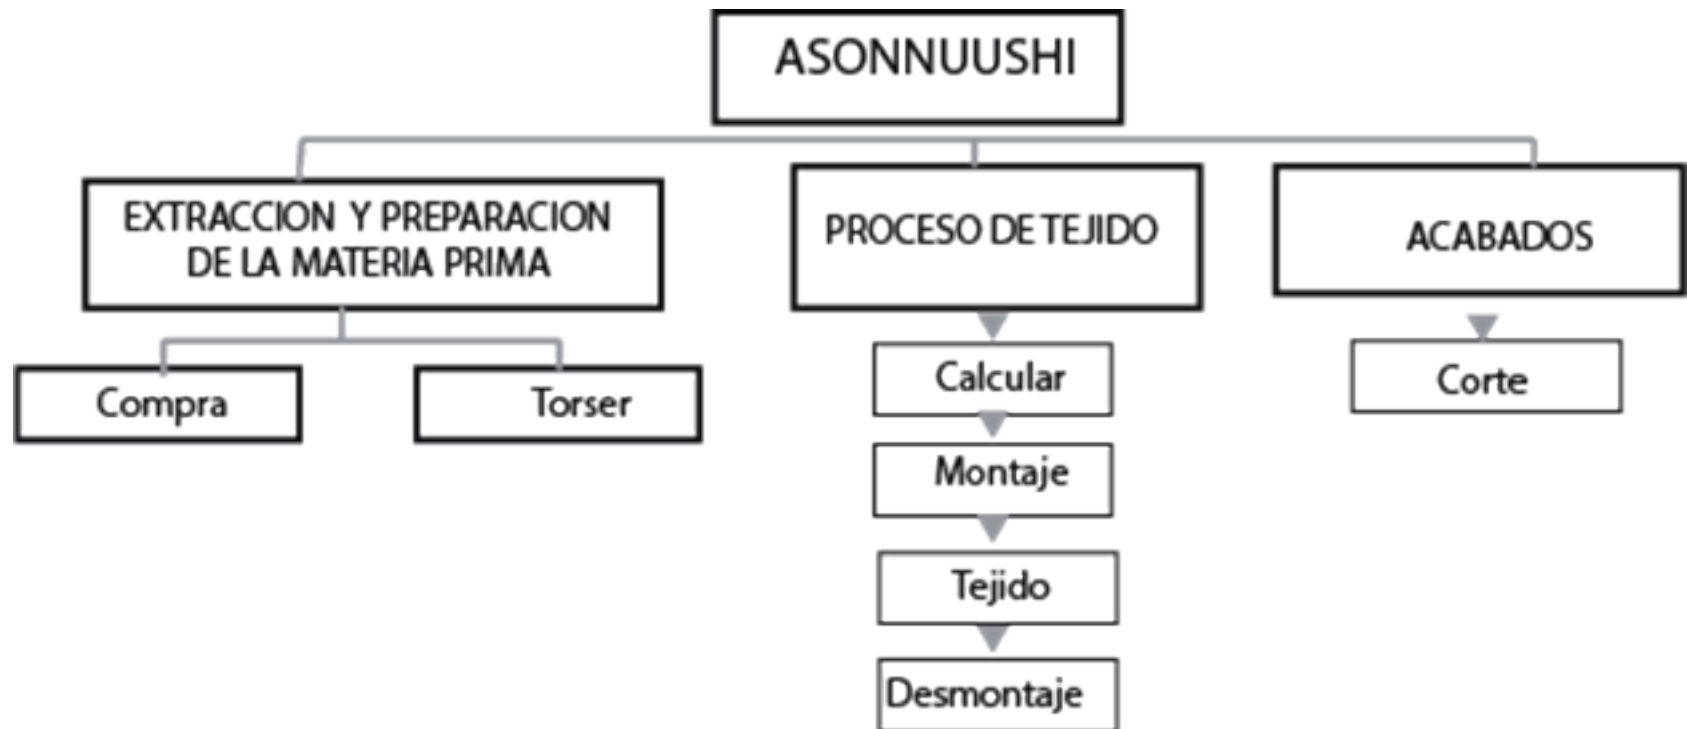 ASONNUUSHI
EXTRACCION Y PREPARACION
DE LA MATERIA PRIMA
PROCESO DE TEJIDO
ACABADOS
Compra
Torser
Calcular
Montaje
Tejido
Desmontaje
Corte